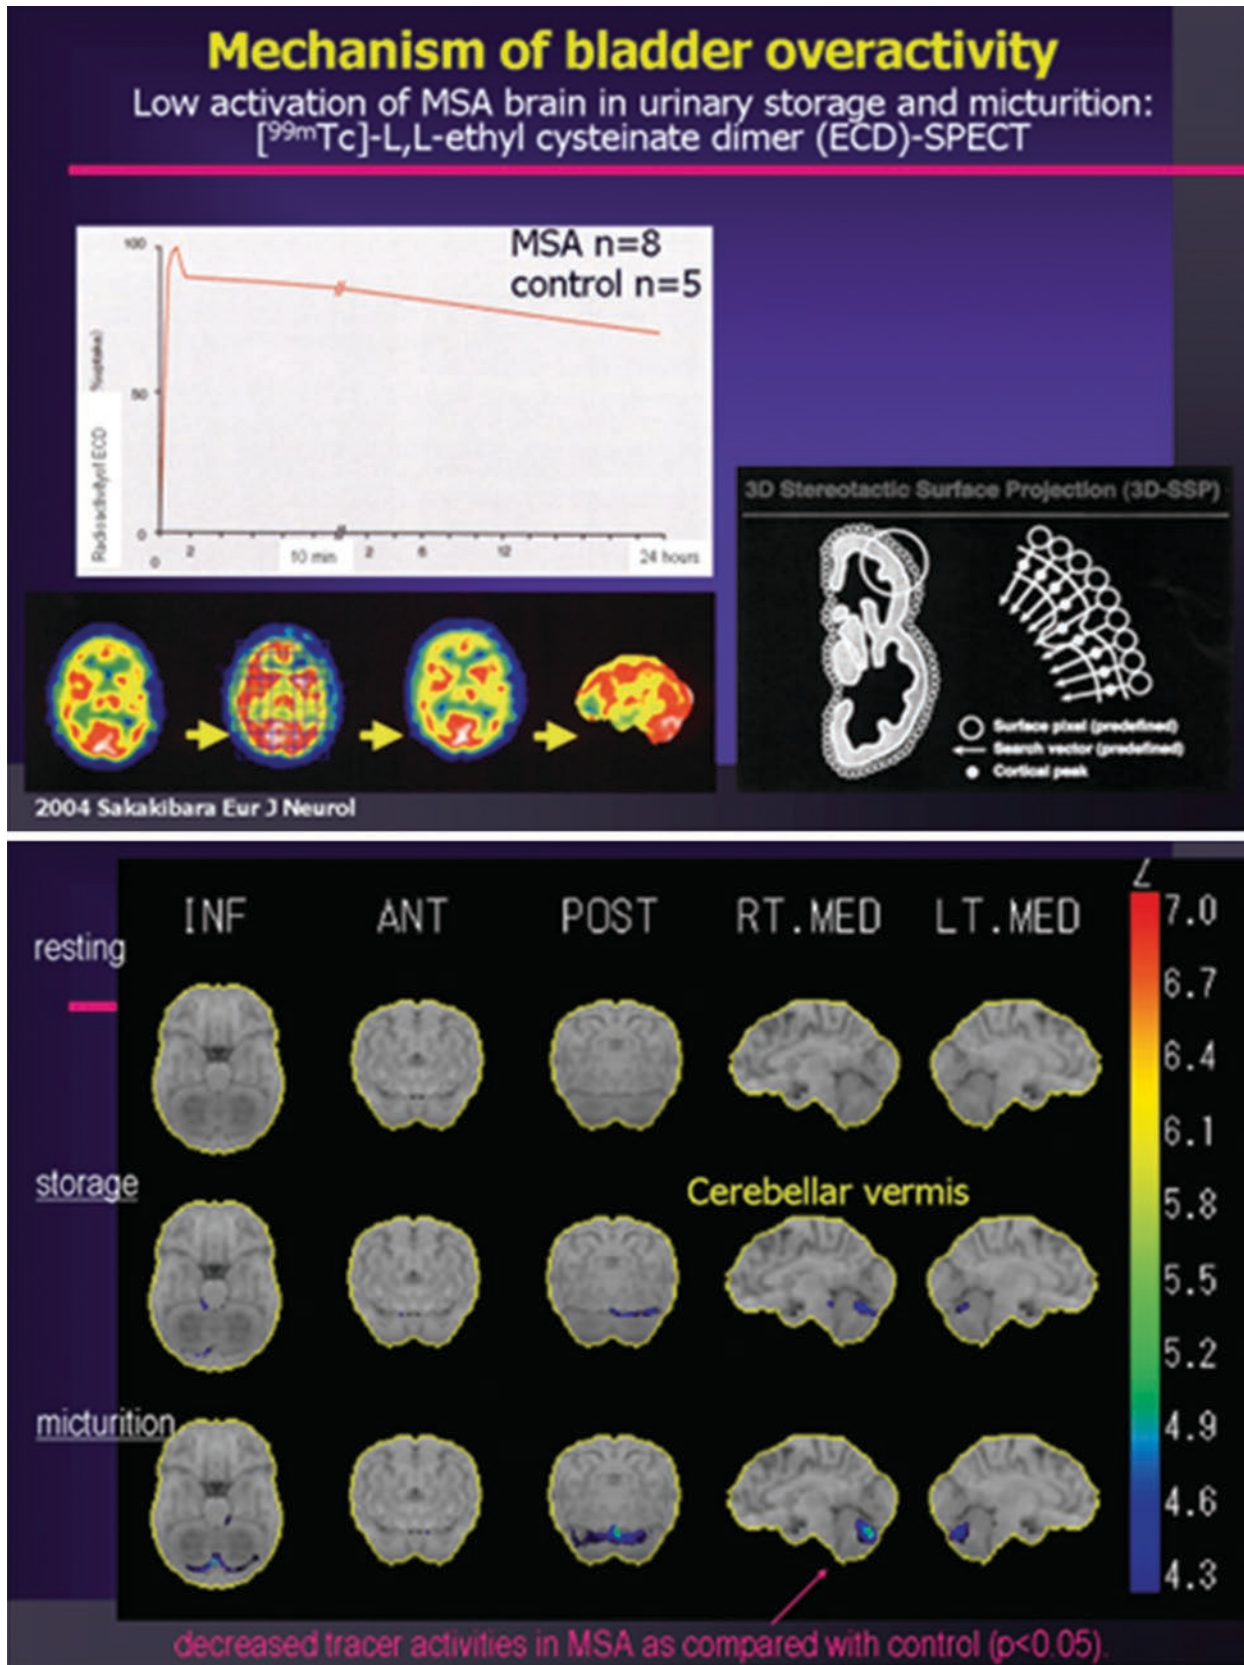 Mechanism of bladder overactivity
Low activation of MSA brain in urinary storage and micturition:
[99mTc]-L,L-ethyl cysteinate dimer (ECD)-SPECT
MSA n=8
control n=5
100
50
0
Radioactivity of ECD
%uptake)
0 2 10 min 2 6 12 24 hours
3D Stereotactic Surface Projection (3D-SSP)
Surface pixel (predefined)
Search vector (predefined)
Cortical peak
2004 Sakakibara Eur J Neurol
Z
INF ANT POST RT.MED LT.MED
resting
storage
Cerebellar vermis
micturition
7.0
6.7
6.4
6.1
5.8
5.5
5.2
4.9
4.6
4.3
decreased tracer activities in MSA as compared with control (p<0.05).